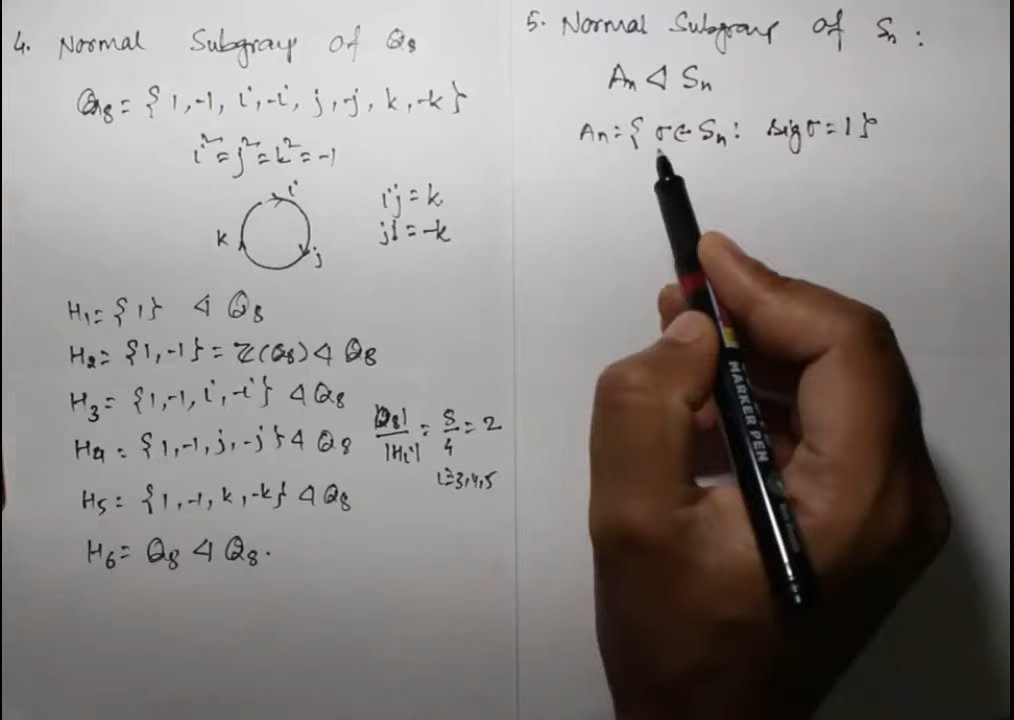 4. Normal Subgroup of Q8
Q8 = { 1, -1, i, -i, j, -j, k, -k }
i² = j² = k² = -1
i
k
j
ij = k
ji = -k
H1 = {1} ⊲ Q8
H2 = {1, -1} = Z(Q8) ⊲ Q8
H3 = {1, -1, i, -i} ⊲ Q8
H4 = {1, -1, j, -j} ⊲ Q8
H5 = {1, -1, k, -k} ⊲ Q8
|Q8| / |Hi| = 8/4 = 2
i = 3,4,5
H6 = Q8 ⊲ Q8.
5. Normal Subgroup of Sn :
An ⊲ Sn
An = { σ ∈ Sn : sig σ = 1 }
MARKER PEN